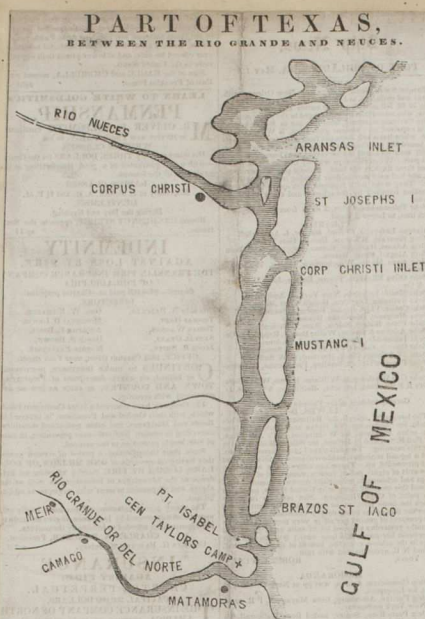 PART OF TEXAS,
BETWEEN THE RIO GRANDE AND NEUCES.
RIO NUECES
ARANSAS INLET
CORPUS CHRISTI
ST JOSEPHS I
CORP CHRISTI INLET
MUSTANG I
GULF OF MEXICO
BRAZOS ST IAGO
PT ISABEL
GEN TAYLORS CAMP+
RIO GRANDE OR DEL NORTE
MEIR
CAMAGO
MATAMORAS